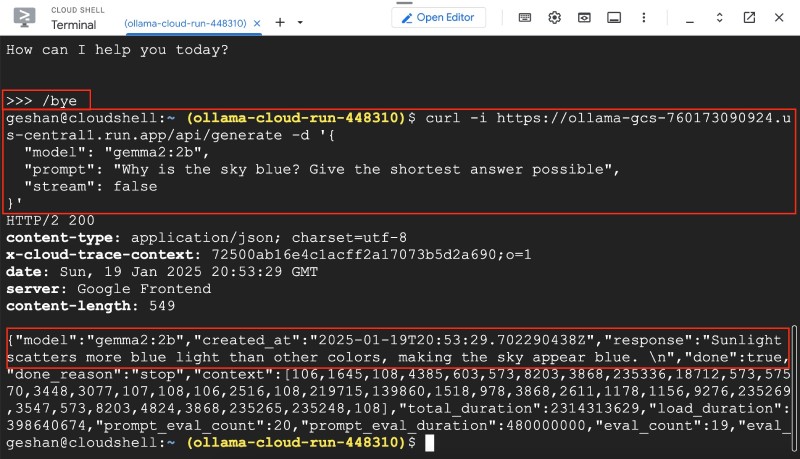 CLOUD SHELL
Terminal
(ollama-cloud-run-448310)
Open Editor
How can I help you today?
>>> /bye
geshan@cloudshell:~ (ollama-cloud-run-448310)$ curl -i https://ollama-gcs-760173090924.u
s-central1.run.app/api/generate -d '{
"model": "gemma2:2b",
"prompt": "Why is the sky blue? Give the shortest answer possible",
"stream": false
}'
HTTP/2 200
content-type: application/json; charset=utf-8
x-cloud-trace-context: 72500ab16e4c1acff2a17073b5d2a690;o=1
date: Sun, 19 Jan 2025 20:53:29 GMT
server: Google Frontend
content-length: 549
{"model":"gemma2:2b","created_at":"2025-01-19T20:53:29.702290438Z","response":"Sunlight
scatters more blue light than other colors, making the sky appear blue. \n","done":true,
"done_reason":"stop","context":[106,1645,108,4385,603,573,8203,3868,235336,18712,573,575
70,3448,3077,107,108,106,2516,108,219715,139860,1518,978,3868,2611,1178,1156,9276,235269
,3547,573,8203,4824,3868,235265,235248,108],"total_duration":2314313629,"load_duration":
398640674,"prompt_eval_count":20,"prompt_eval_duration":480000000,"eval_count":19,"eval_
geshan@cloudshell:~ (ollama-cloud-run-448310)$